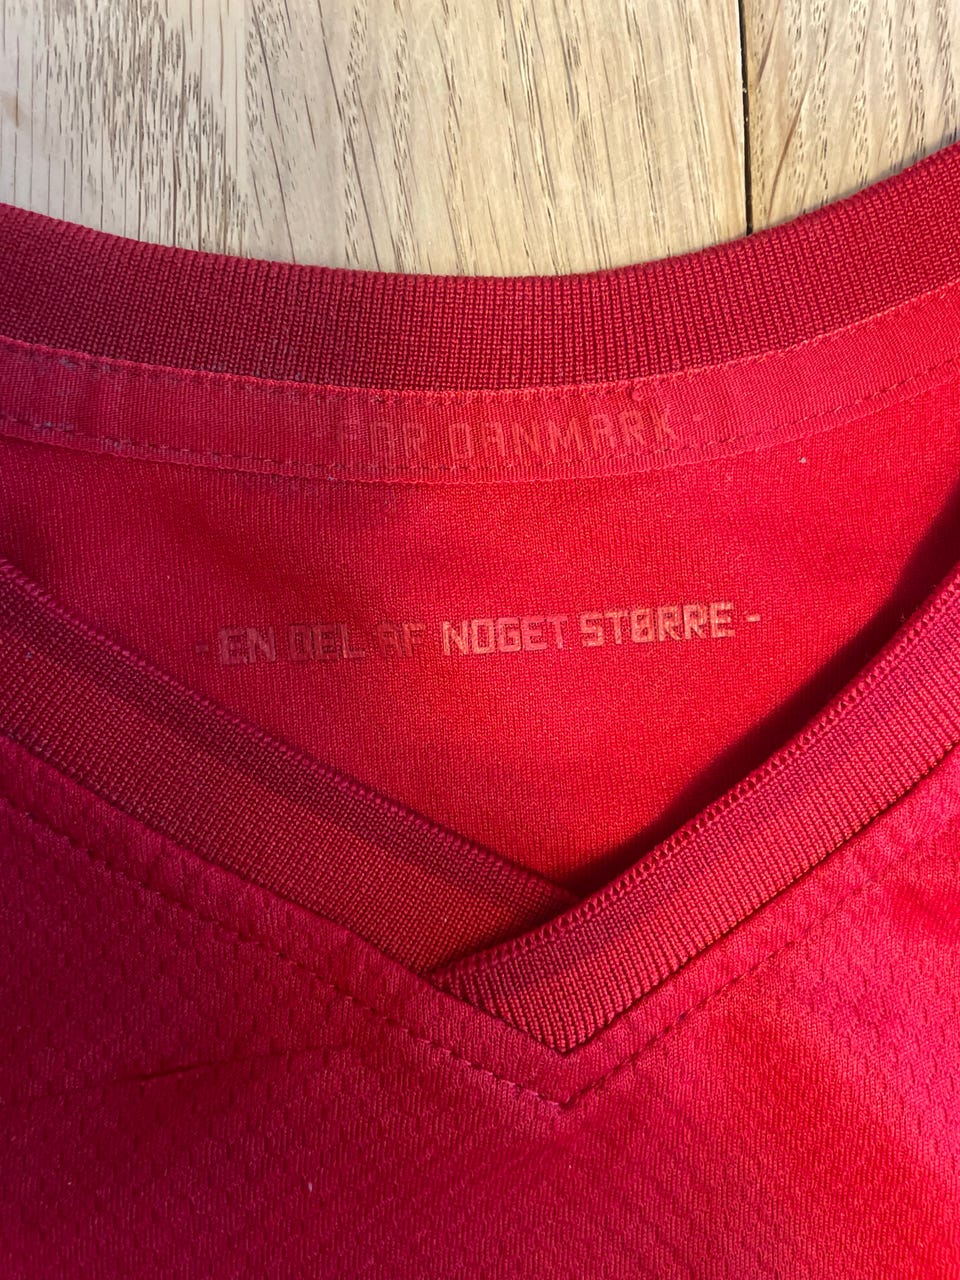 - FOR DANMARK -
- EN DEL AF NOGET STØRRE -